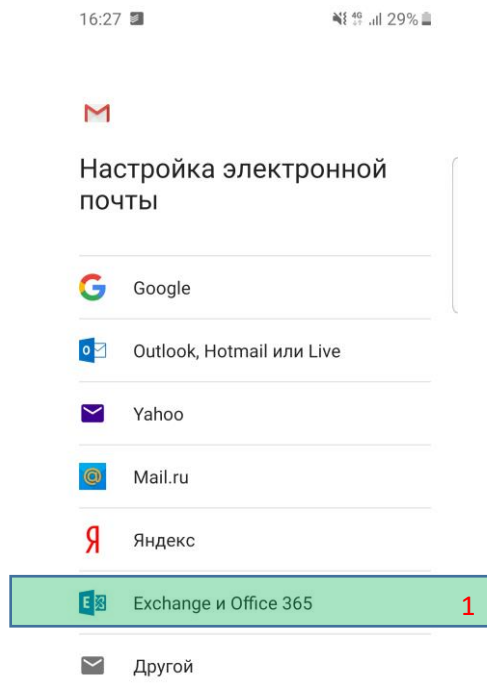 16:27 4G 29%
Настройка электронной
почты
Google
Outlook, Hotmail или Live
Yahoo
Mail.ru
Яндекс
Exchange и Office 365 1
Другой